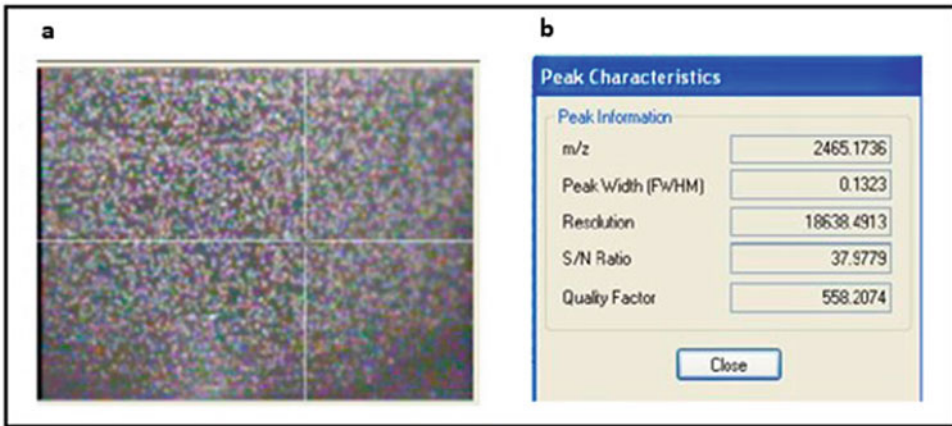 a
b
Peak Characteristics
Peak Information
m/z 2465.1736
Peak Width (FWHM) 0.1323
Resolution 18638.4913
S/N Ratio 37.9779
Quality Factor 558.2074
Close